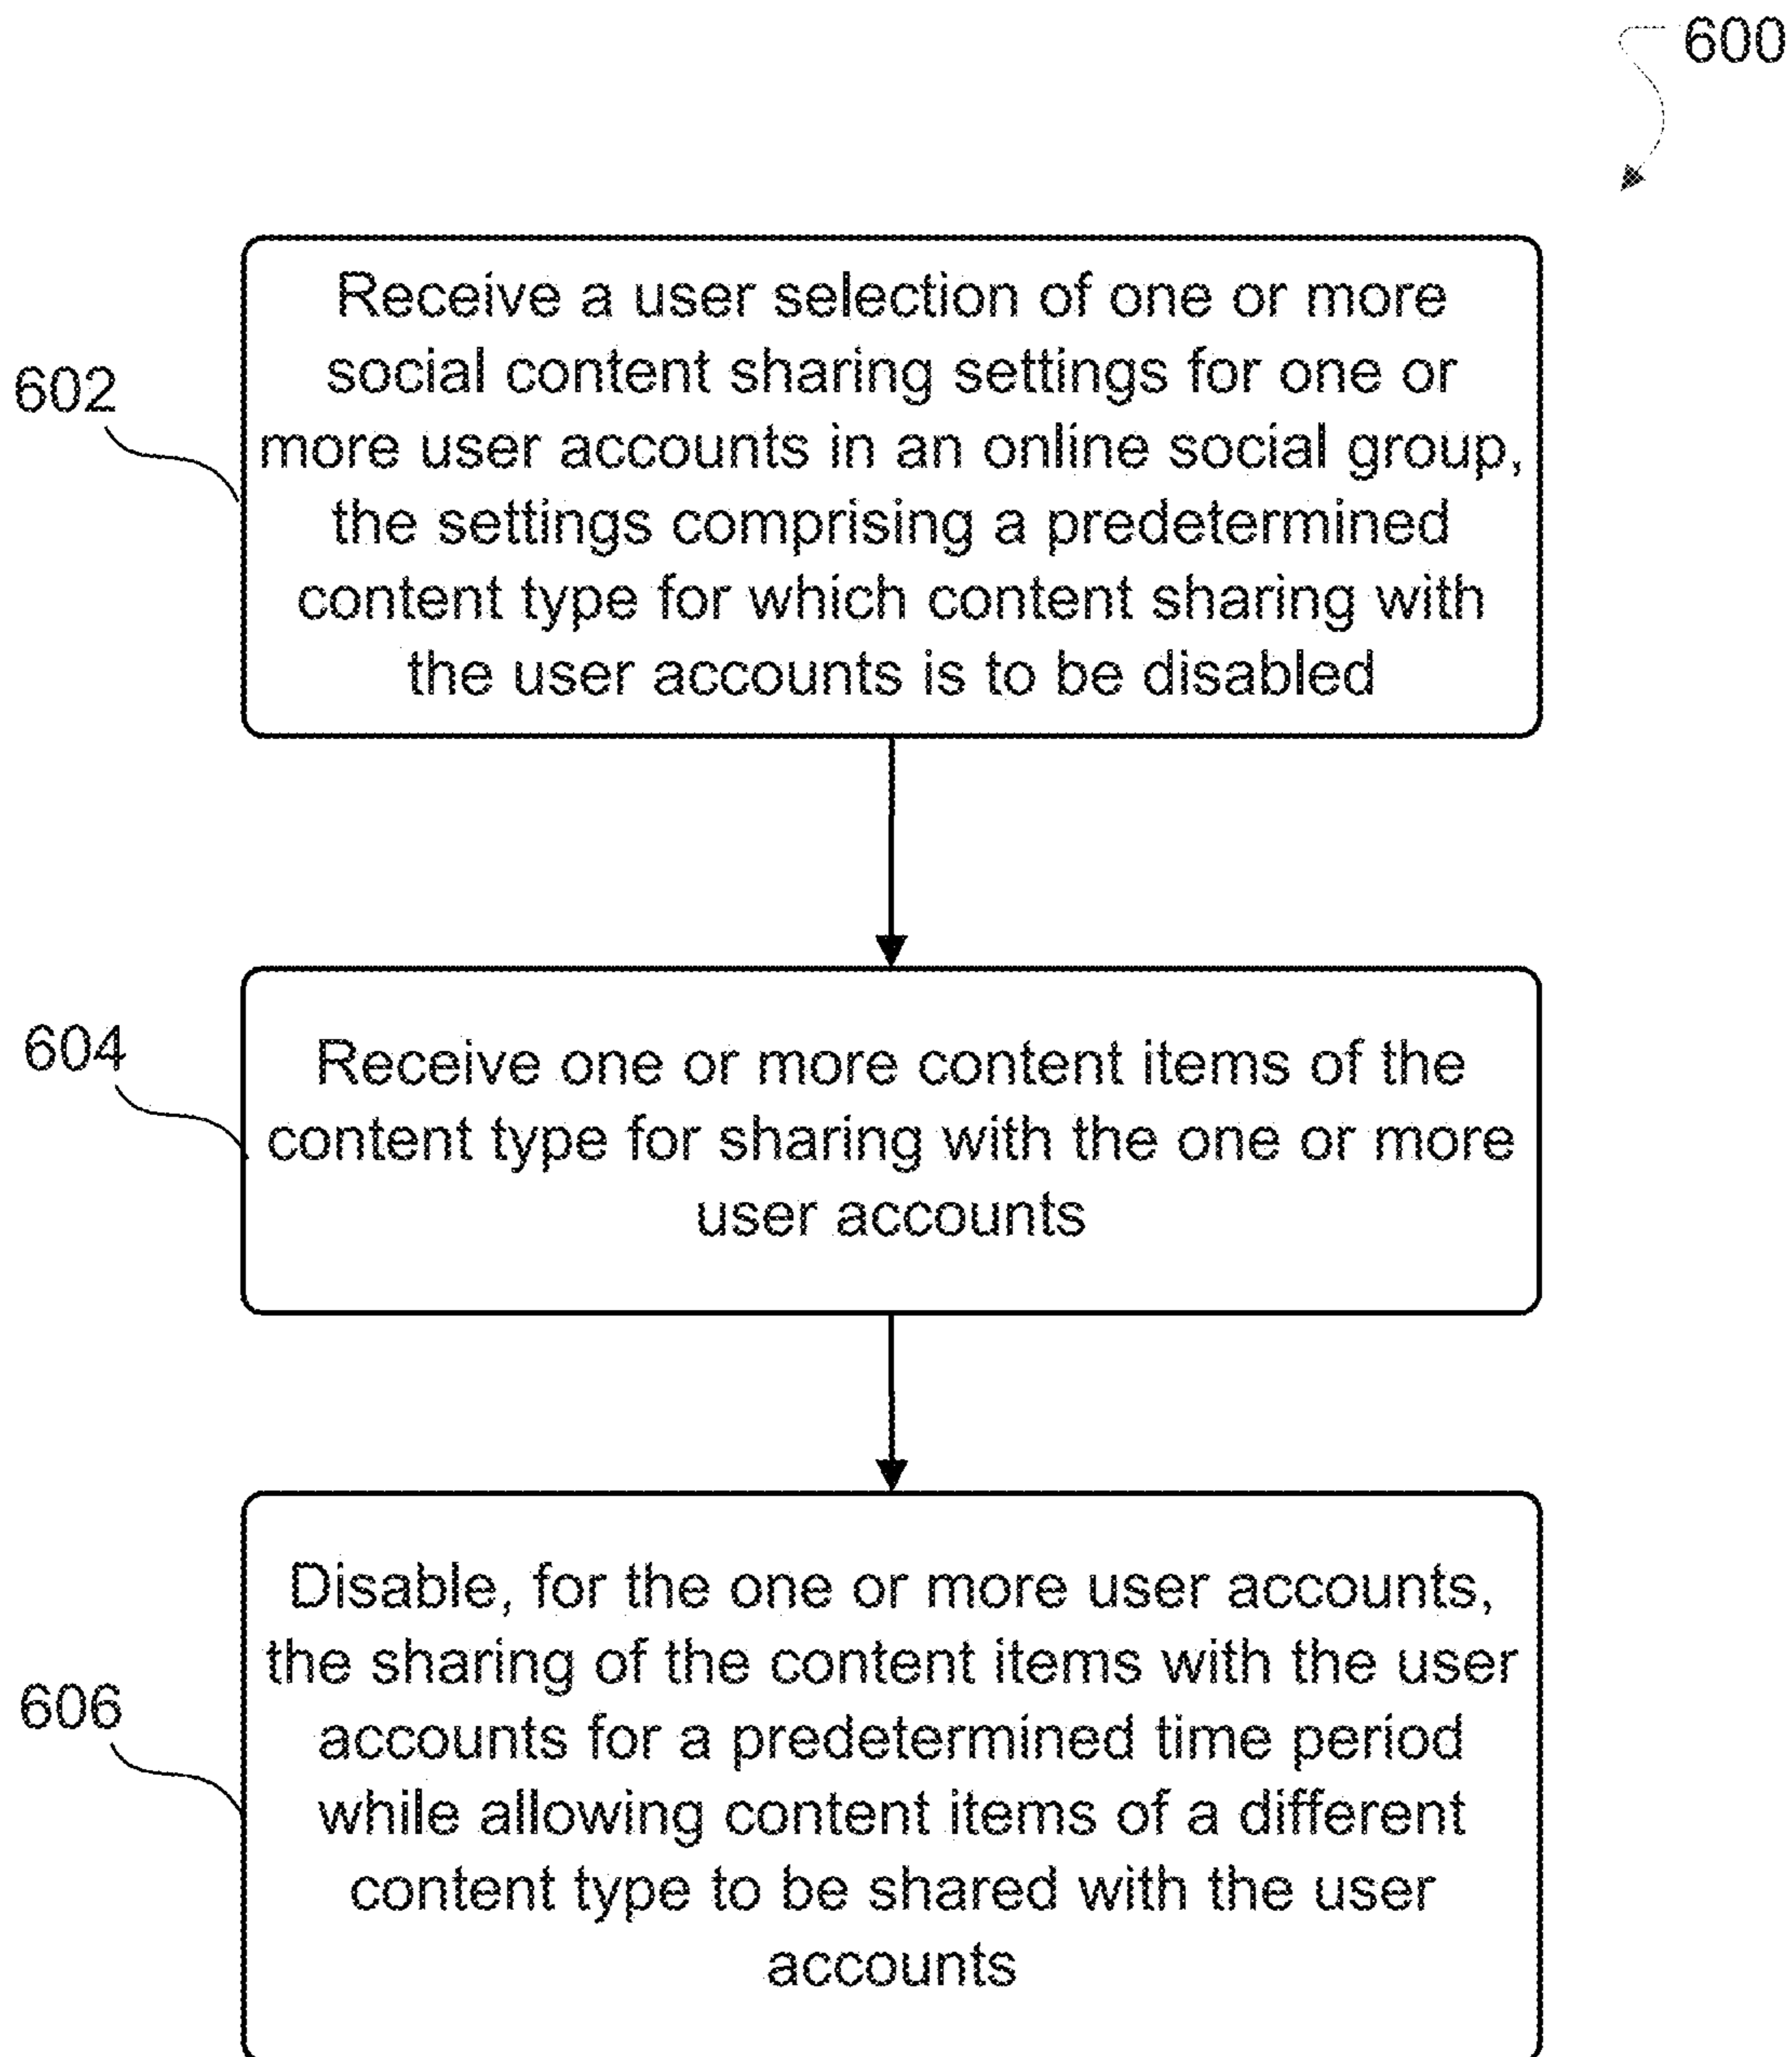 600
602
Receive a user selection of one or more
social content sharing settings for one or
more user accounts in an online social group,
the settings comprising a predetermined
content type for which content sharing with
the user accounts is to be disabled
604
Receive one or more content items of the
content type for sharing with the one or more
user accounts
606
Disable, for the one or more user accounts,
the sharing of the content items with the user
accounts for a predetermined time period
while allowing content items of a different
content type to be shared with the user
accounts